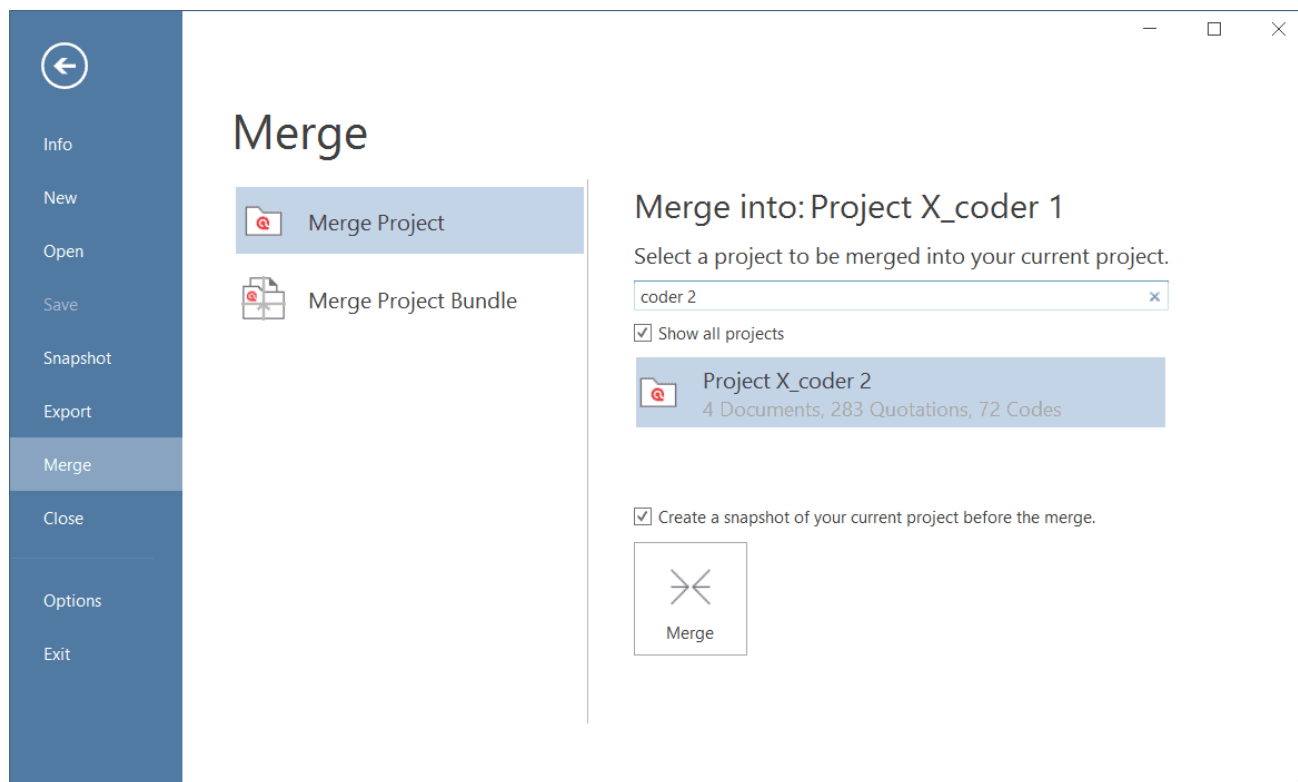 Info
New
Open
Save
Snapshot
Export
Merge
Close
Options
Exit
Merge
Merge Project
Merge Project Bundle
Merge into: Project X_coder 1
Select a project to be merged into your current project.
coder 2
Show all projects
Project X_coder 2
4 Documents, 283 Quotations, 72 Codes
Create a snapshot of your current project before the merge.
Merge